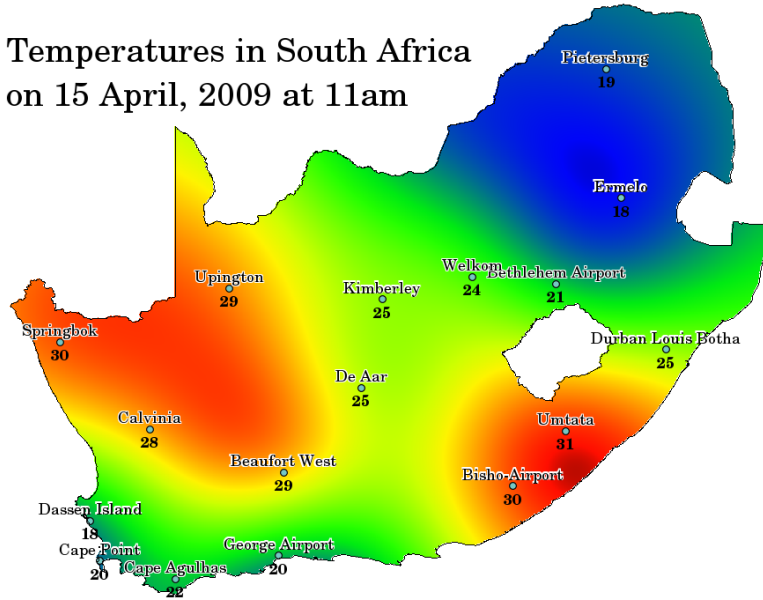 Temperatures in South Africa
on 15 April, 2009 at 11am
Pietersburg
19
Ermelo
18
Welkom
24
Bethlehem Airport
21
Upington
29
Kimberley
25
Springbok
30
Durban Louis Botha
25
De Aar
25
Calvinia
28
Umtata
31
Beaufort West
29
Bisho-Airport
30
Dassen Island
18
Cape Point
20
George Airport
20
Cape Agulhas
22